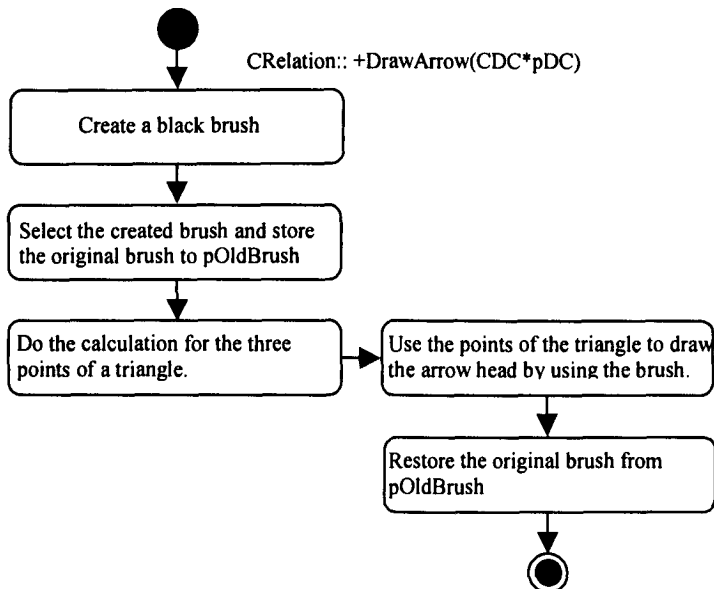 CRelation:: +DrawArrow(CDC*pDC)
Create a black brush
Select the created brush and store
the original brush to pOldBrush
Do the calculation for the three
points of a triangle.
Use the points of the triangle to draw
the arrow head by using the brush.
Restore the original brush from
pOldBrush